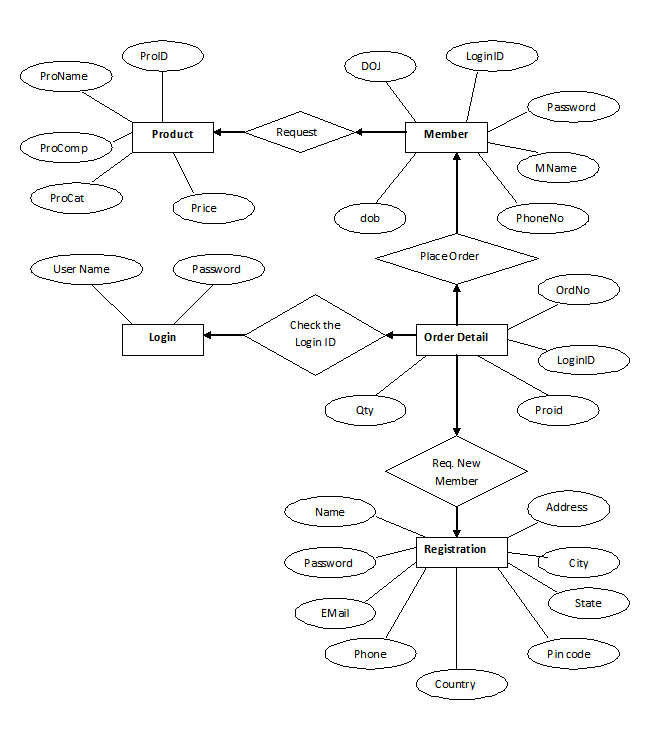 ProID
LoginID
DOJ
ProName
Password
Product
Request
Member
ProComp
MName
ProCat
Price
dob
PhoneNo
Place Order
User Name
Password
OrdNo
Check the
Login ID
Login
Order Detail
LoginID
Qty
Proid
Req. New
Member
Name
Address
Registration
Password
City
State
EMail
Phone
Pin code
Country